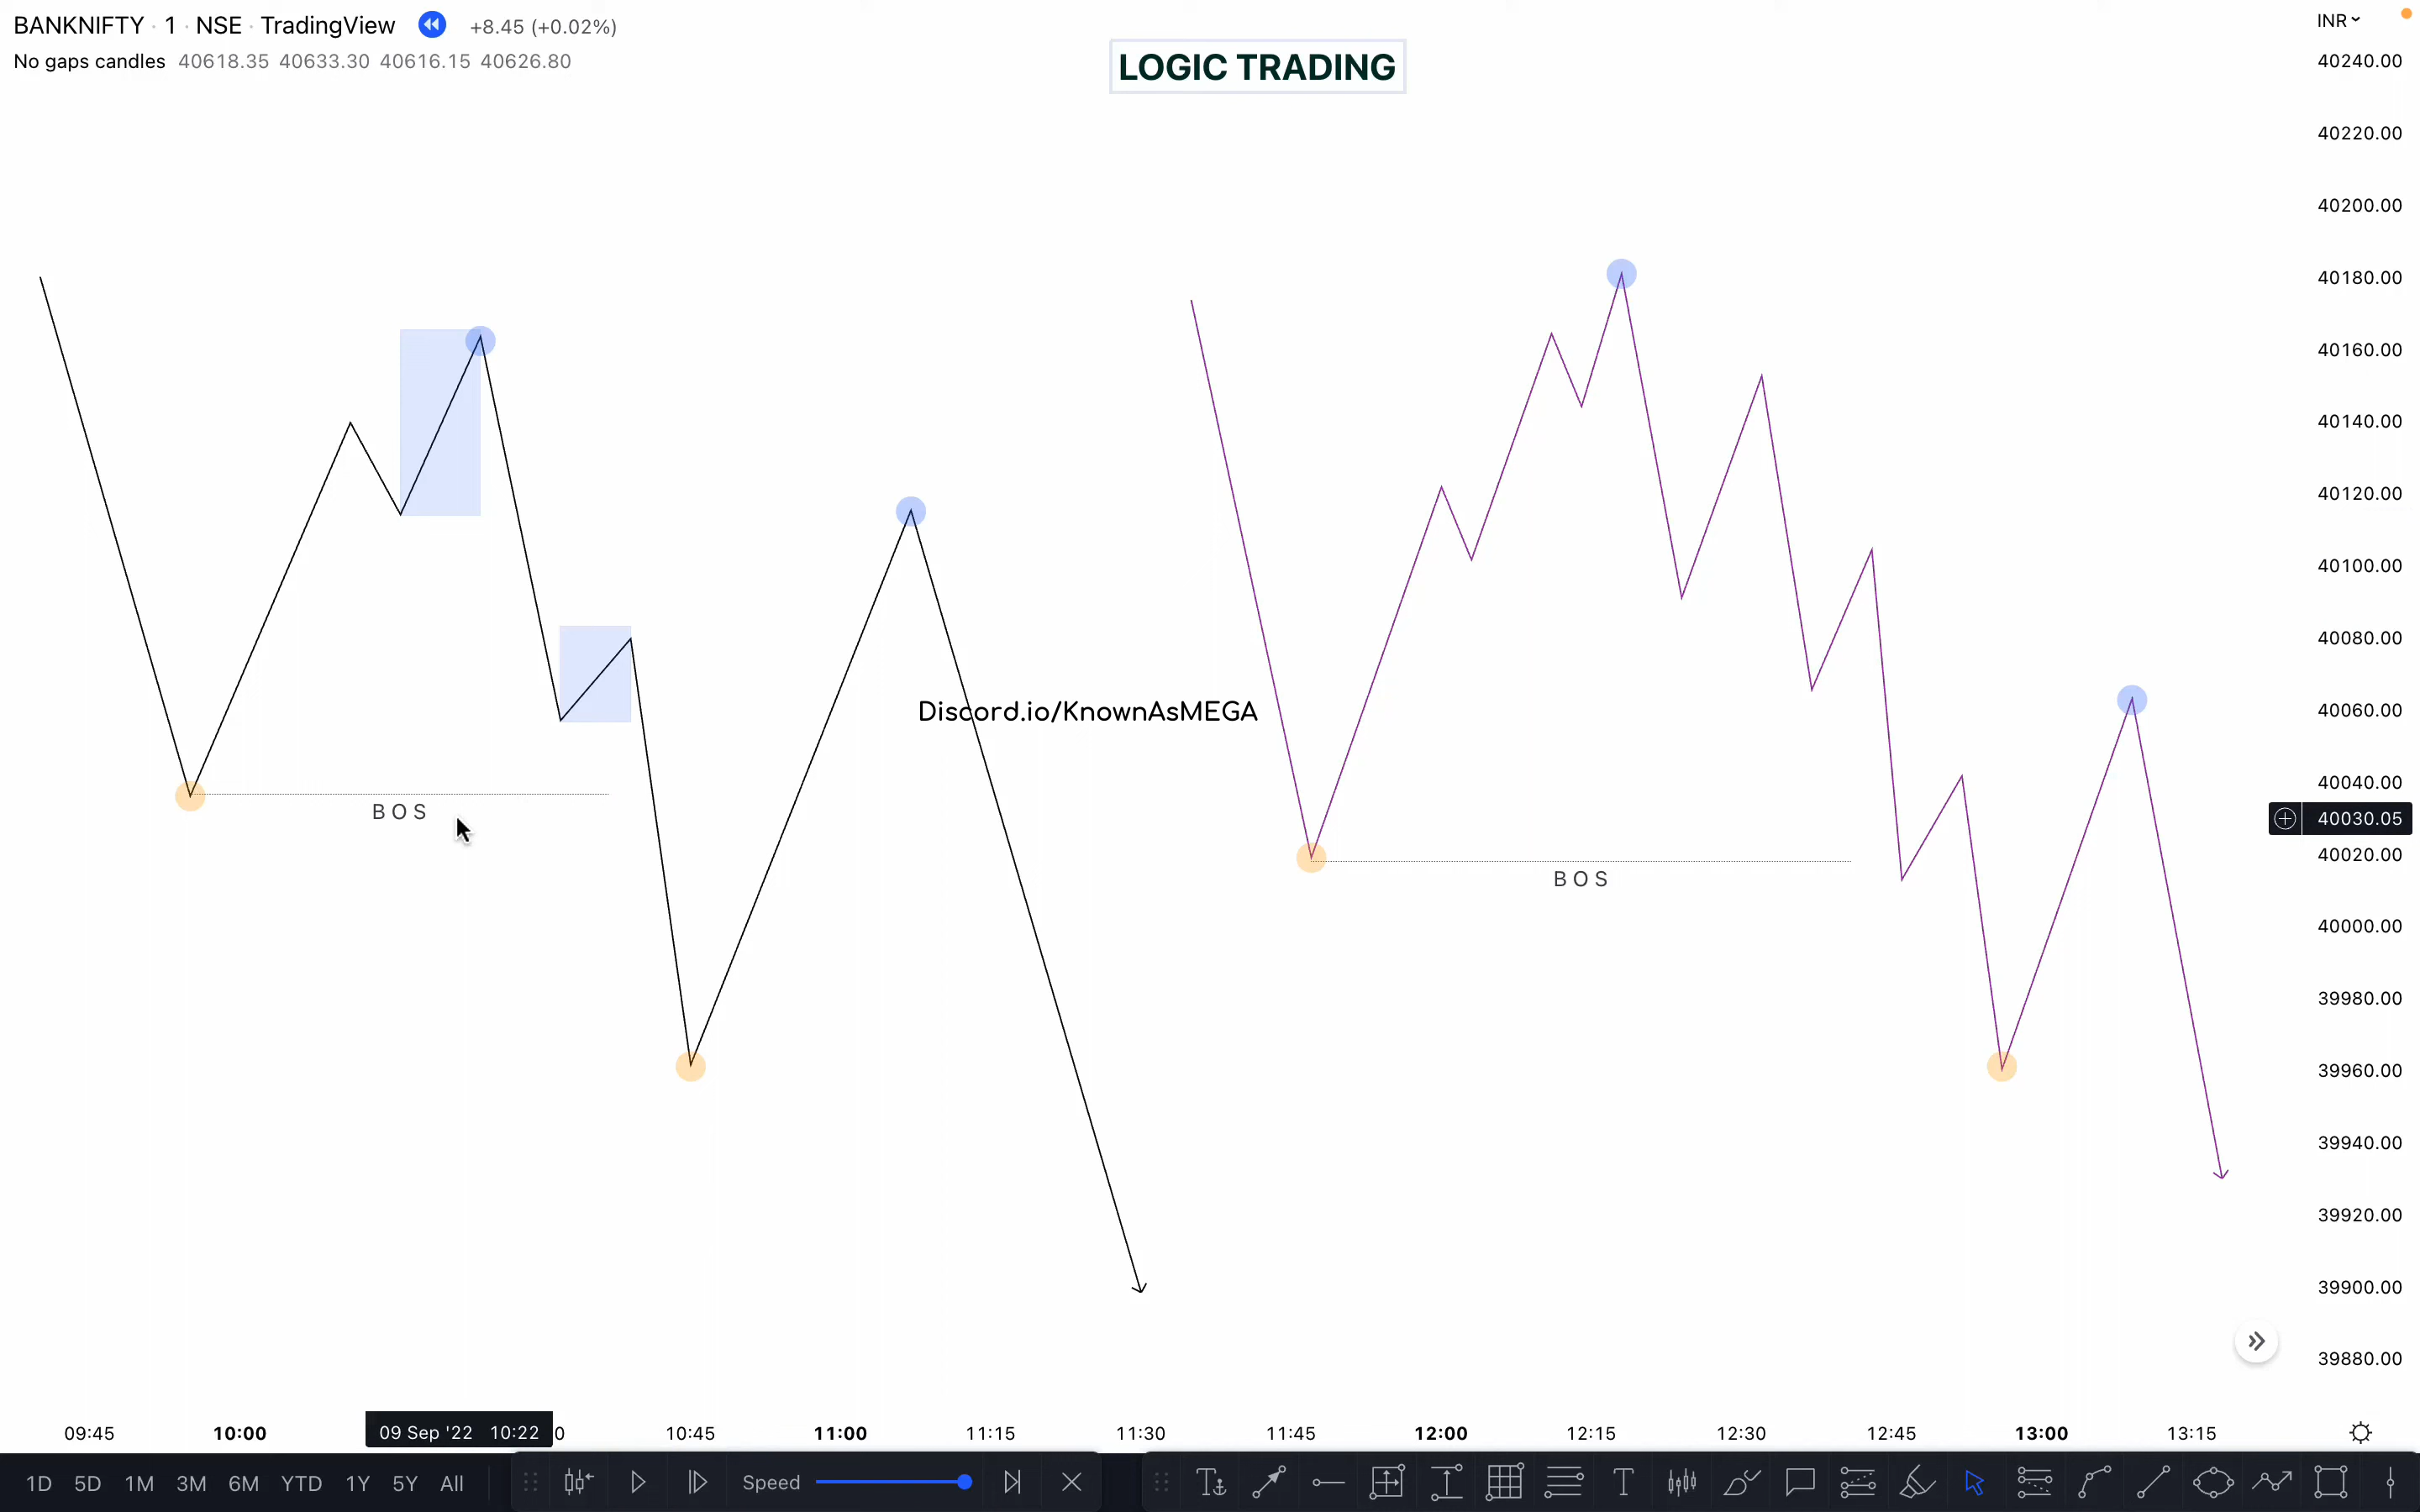 BANKNIFTY · 1 · NSE · TradingView +8.45 (+0.02%)
No gaps candles 40618.35 40633.30 40616.15 40626.80
LOGIC TRADING
INR
40240.00
40220.00
40200.00
40180.00
40160.00
40140.00
40120.00
40100.00
40080.00
40060.00
40040.00
40030.05
40020.00
40000.00
39980.00
39960.00
39940.00
39920.00
39900.00
39880.00
Discord.io/KnownAsMEGA
B O S
B O S
09:45 10:00 09 Sep '22 10:22 0 10:45 11:00 11:15 11:30 11:45 12:00 12:15 12:30 12:45 13:00 13:15
1D 5D 1M 3M 6M YTD 1Y 5Y All Speed